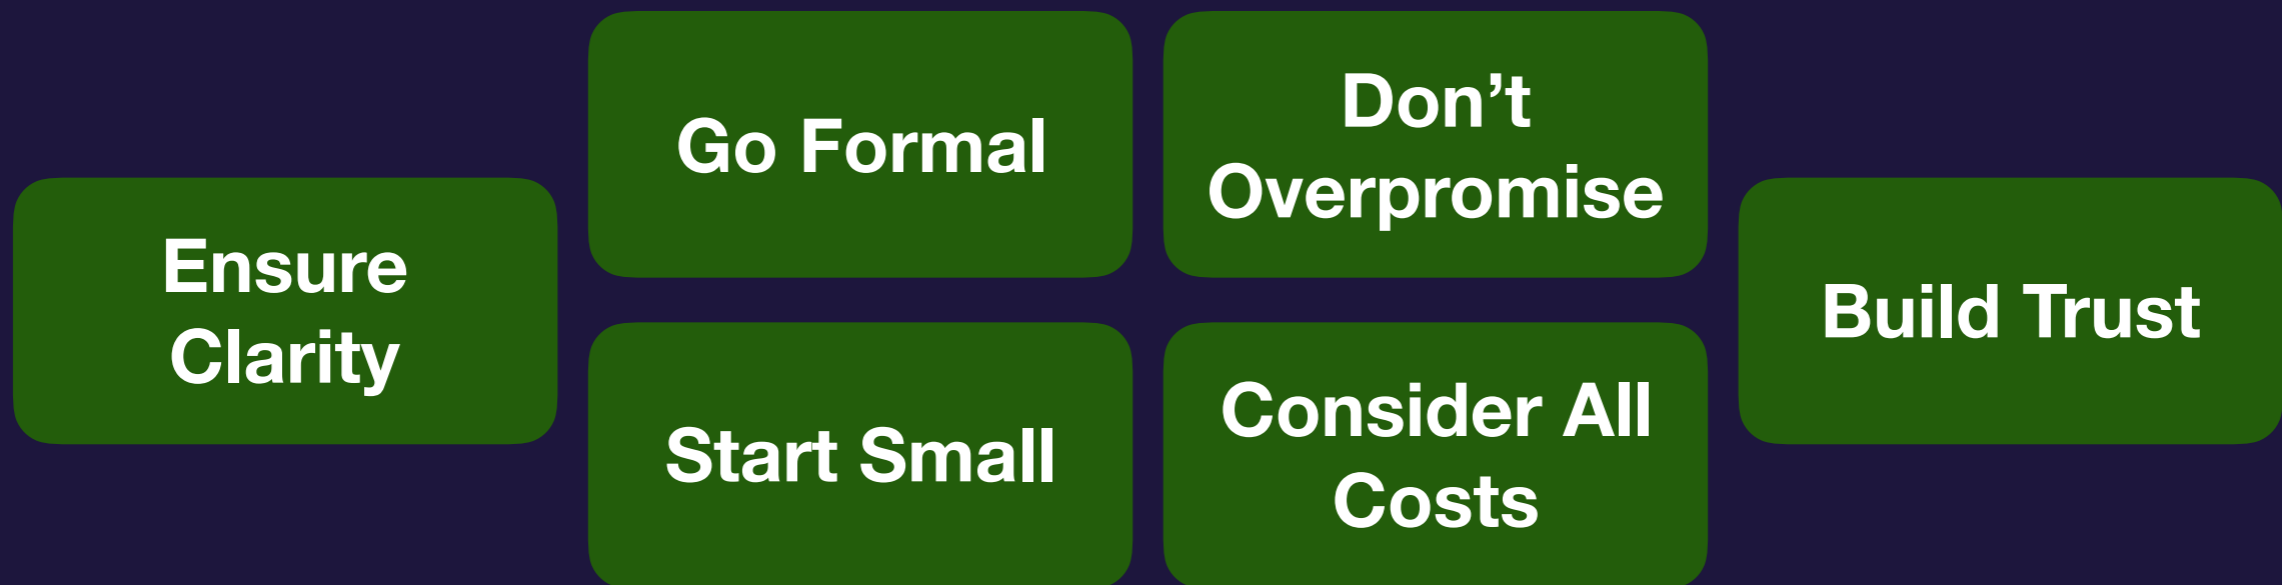 Ensure
Clarity
Go Formal
Start Small
Don’t
Overpromise
Consider All
Costs
Build Trust